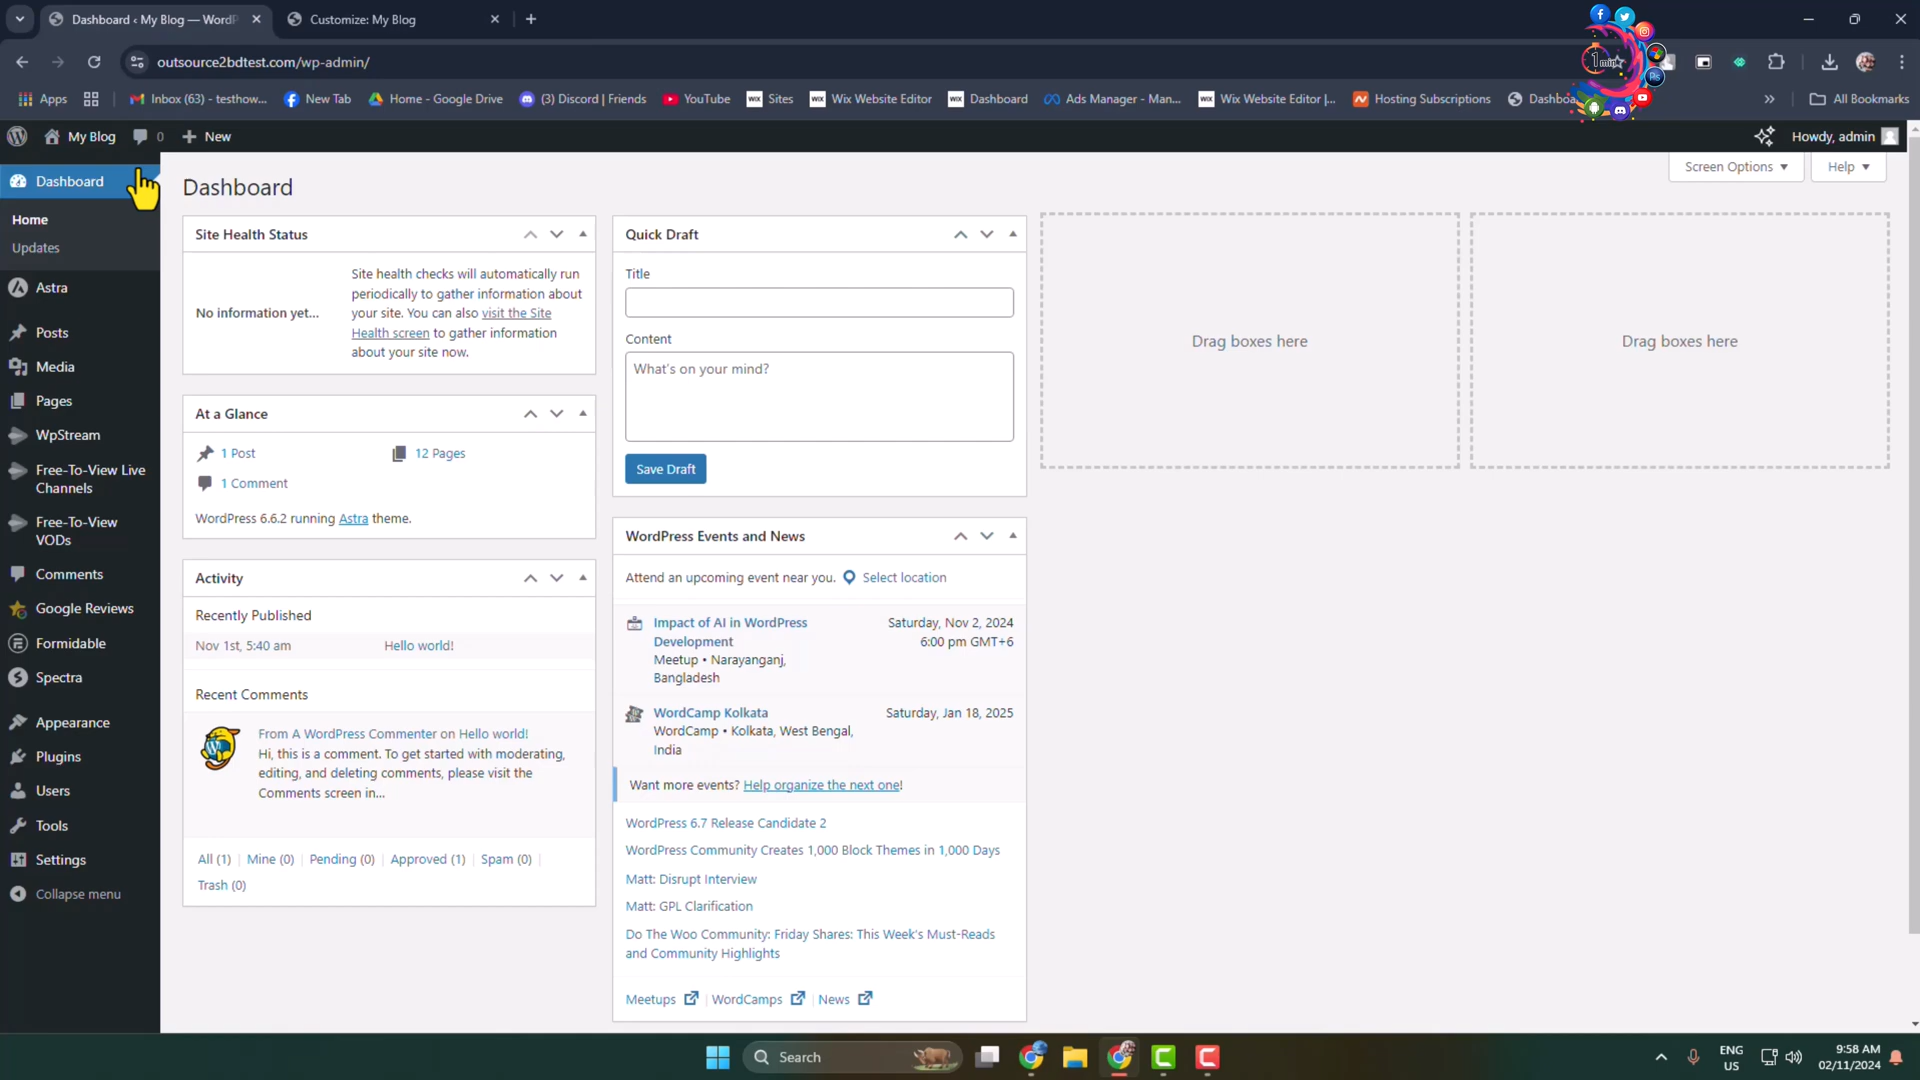 Dashboard ‹ My Blog — WordP
Customize: My Blog
outsource2bdtest.com/wp-admin/
1 min
Apps
Inbox (63) - testhow...
New Tab
Home - Google Drive
(3) Discord | Friends
YouTube
WIX Sites
WIX Wix Website Editor
WIX Dashboard
Ads Manager - Man...
WIX Wix Website Editor |...
Hosting Subscriptions
Dashboa
Ps
All Bookmarks
My Blog
0
New
Howdy, admin
Dashboard
Home
Updates
Astra
Posts
Media
Pages
WpStream
Free-To-View Live
Channels
Free-To-View
VODs
Comments
Google Reviews
Formidable
Spectra
Appearance
Plugins
Users
Tools
Settings
Collapse menu
Dashboard
Screen Options
Help
Site Health Status
No information yet...
Site health checks will automatically run
periodically to gather information about
your site. You can also visit the Site
Health screen to gather information
about your site now.
At a Glance
1 Post
12 Pages
1 Comment
WordPress 6.6.2 running Astra theme.
Activity
Recently Published
Nov 1st, 5:40 am
Hello world!
Recent Comments
From A WordPress Commenter on Hello world!
Hi, this is a comment. To get started with moderating,
editing, and deleting comments, please visit the
Comments screen in...
All (1) | Mine (0) | Pending (0) | Approved (1) | Spam (0) |
Trash (0)
Quick Draft
Title
Content
What's on your mind?
Save Draft
WordPress Events and News
Attend an upcoming event near you. Select location
Impact of AI in WordPress
Development
Meetup • Narayanganj,
Bangladesh
Saturday, Nov 2, 2024
6:00 pm GMT+6
WordCamp Kolkata
WordCamp • Kolkata, West Bengal,
India
Saturday, Jan 18, 2025
Want more events? Help organize the next one!
WordPress 6.7 Release Candidate 2
WordPress Community Creates 1,000 Block Themes in 1,000 Days
Matt: Disrupt Interview
Matt: GPL Clarification
Do The Woo Community: Friday Shares: This Week's Must-Reads
and Community Highlights
Meetups | WordCamps | News
Drag boxes here
Drag boxes here
Search
ENG
US
9:58 AM
02/11/2024